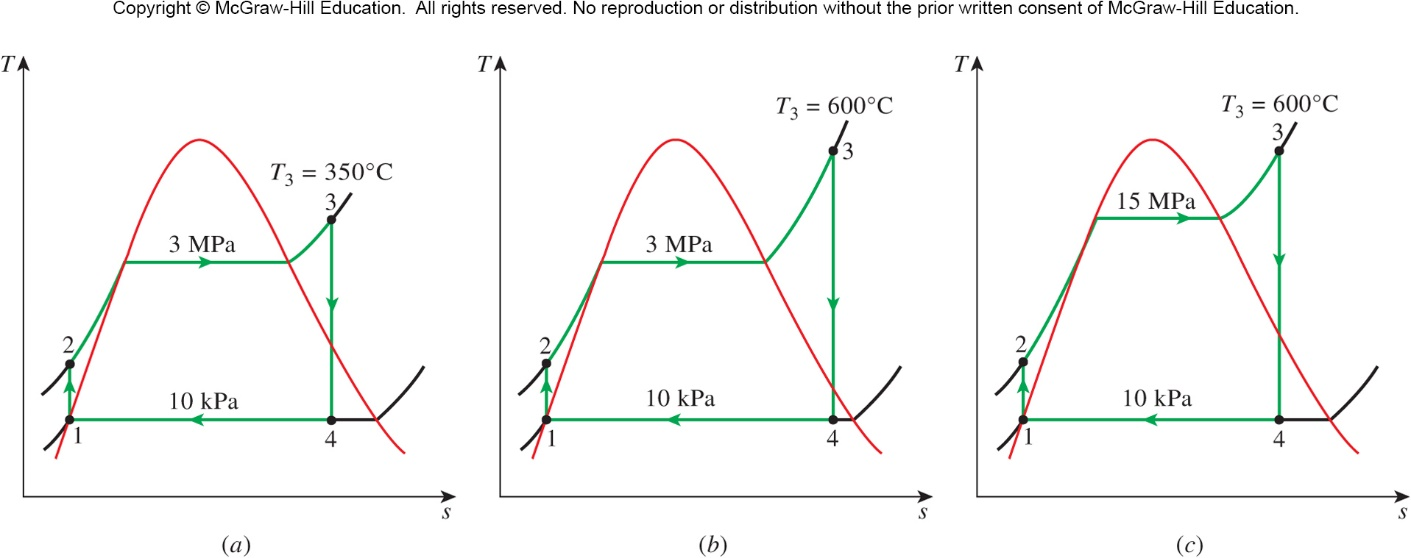 Copyright © McGraw-Hill Education. All rights reserved. No reproduction or distribution without the prior written consent of McGraw-Hill Education.
T
T₃ = 350°C
3
3 MPa
2
10 kPa
1
4
s
(a)
T
T₃ = 600°C
3
3 MPa
2
10 kPa
1
4
s
(b)
T
T₃ = 600°C
3
15 MPa
2
10 kPa
1
4
s
(c)